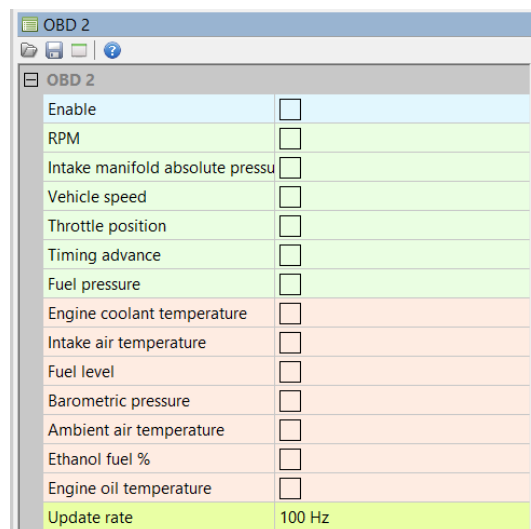 OBD 2
OBD 2
Enable
RPM
Intake manifold absolute pressu
Vehicle speed
Throttle position
Timing advance
Fuel pressure
Engine coolant temperature
Intake air temperature
Fuel level
Barometric pressure
Ambient air temperature
Ethanol fuel %
Engine oil temperature
Update rate 100 Hz